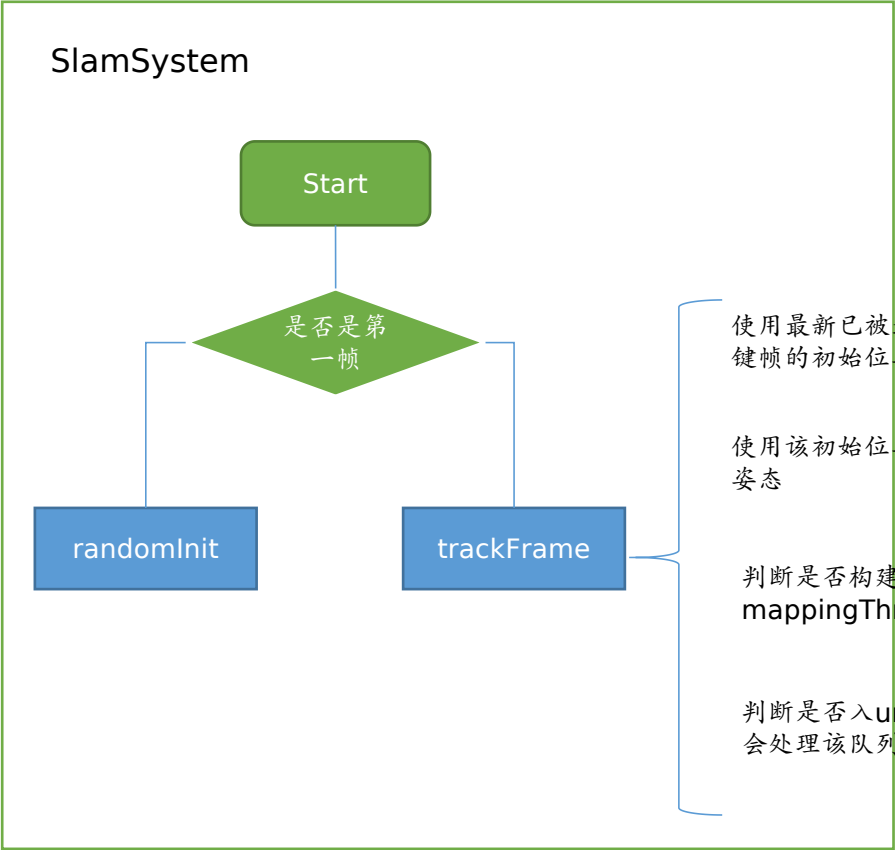 SlamSystem
Start
是否是第
一帧
randomInit
trackFrame
使用最新已被
键帧的初始位
使用该初始位
姿态
判断是否构建
mappingTh
判断是否入u
会处理该队列